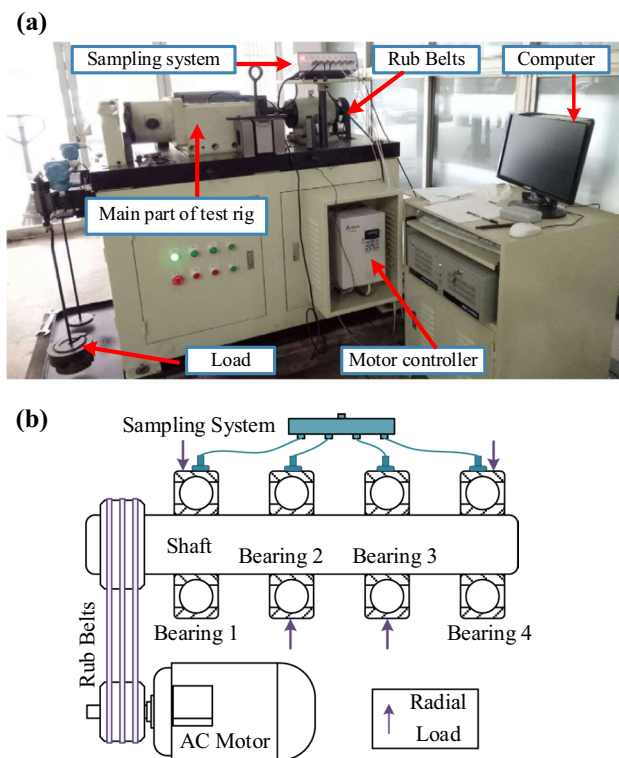 (a)
Sampling system
Rub Belts
Computer
Main part of test rig
Load
Motor controller
(b)
Sampling System
Shaft
Bearing 2
Bearing 3
Bearing 1
Bearing 4
Rub Belts
AC Motor
Radial
Load